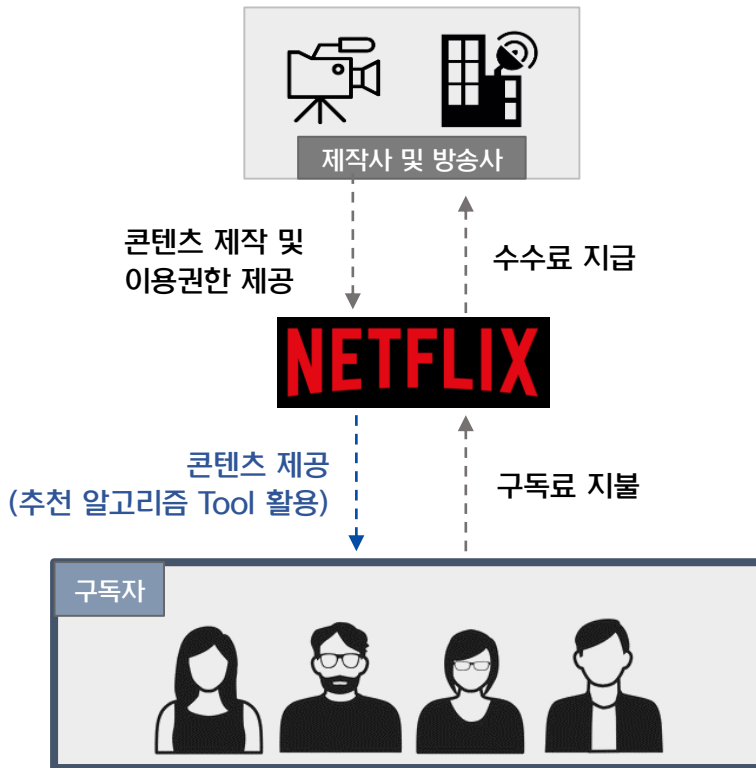 제작사 및 방송사
콘텐츠 제작 및
이용권한 제공
수수료 지급
NETFLIX
콘텐츠 제공
(추천 알고리즘 Tool 활용)
구독료 지불
구독자